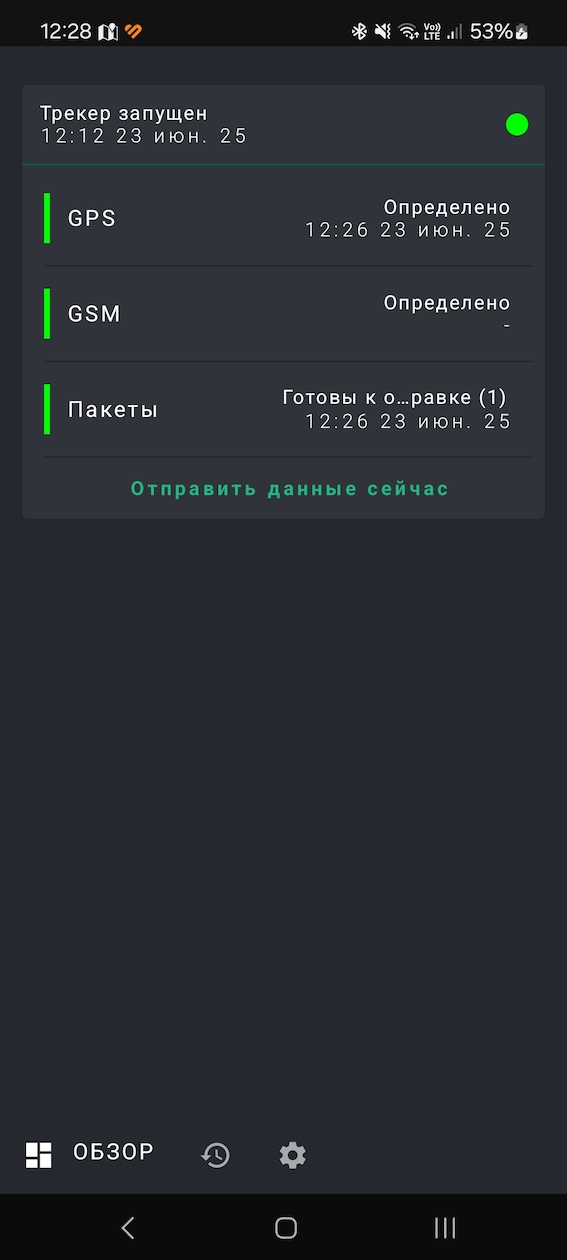 12:28 Vo)) LTE 53%
Трекер запущен
12:12 23 июн. 25
GPS
Определено
12:26 23 июн. 25
GSM
Определено
-
Пакеты
Готовы к о...равке (1)
12:26 23 июн. 25
Отправить данные сейчас
ОБЗОР